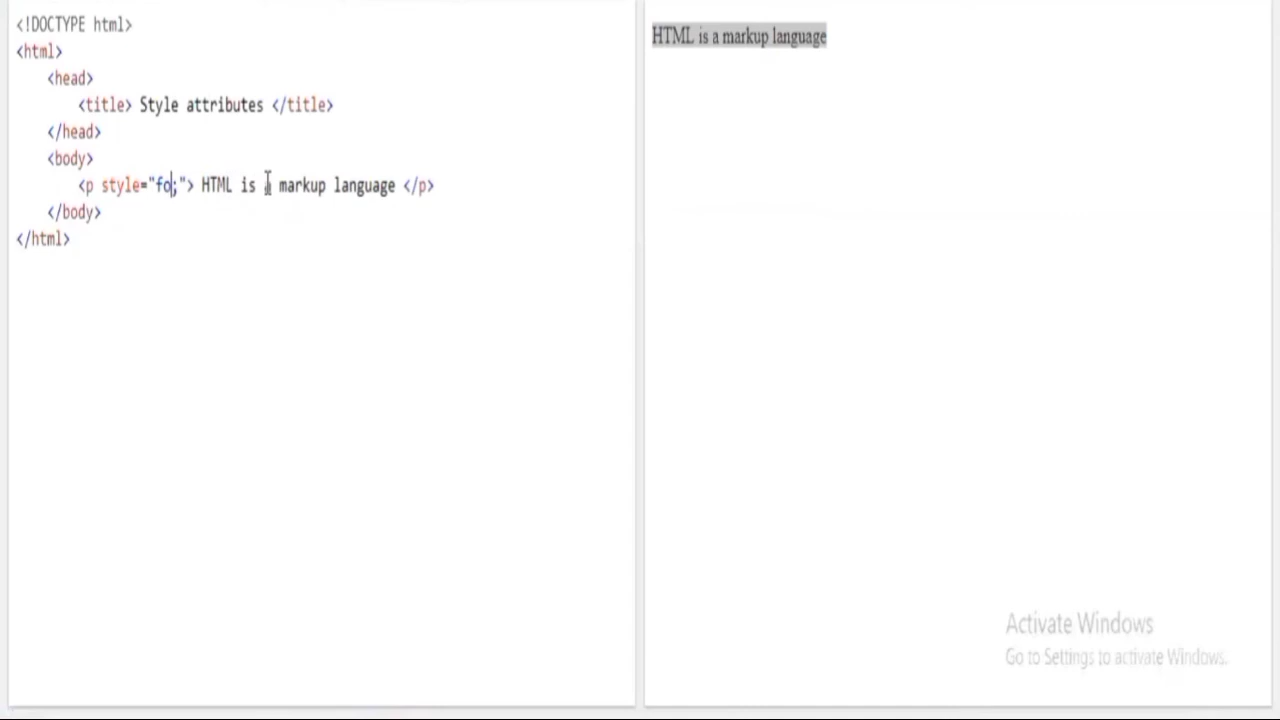 <!DOCTYPE html>
<html>
<head>
<title> Style attributes </title>
</head>
<body>
<p style="fo;"> HTML is a markup language </p>
</body>
</html>
HTML is a markup language
Activate Windows
Go to Settings to activate Windows.